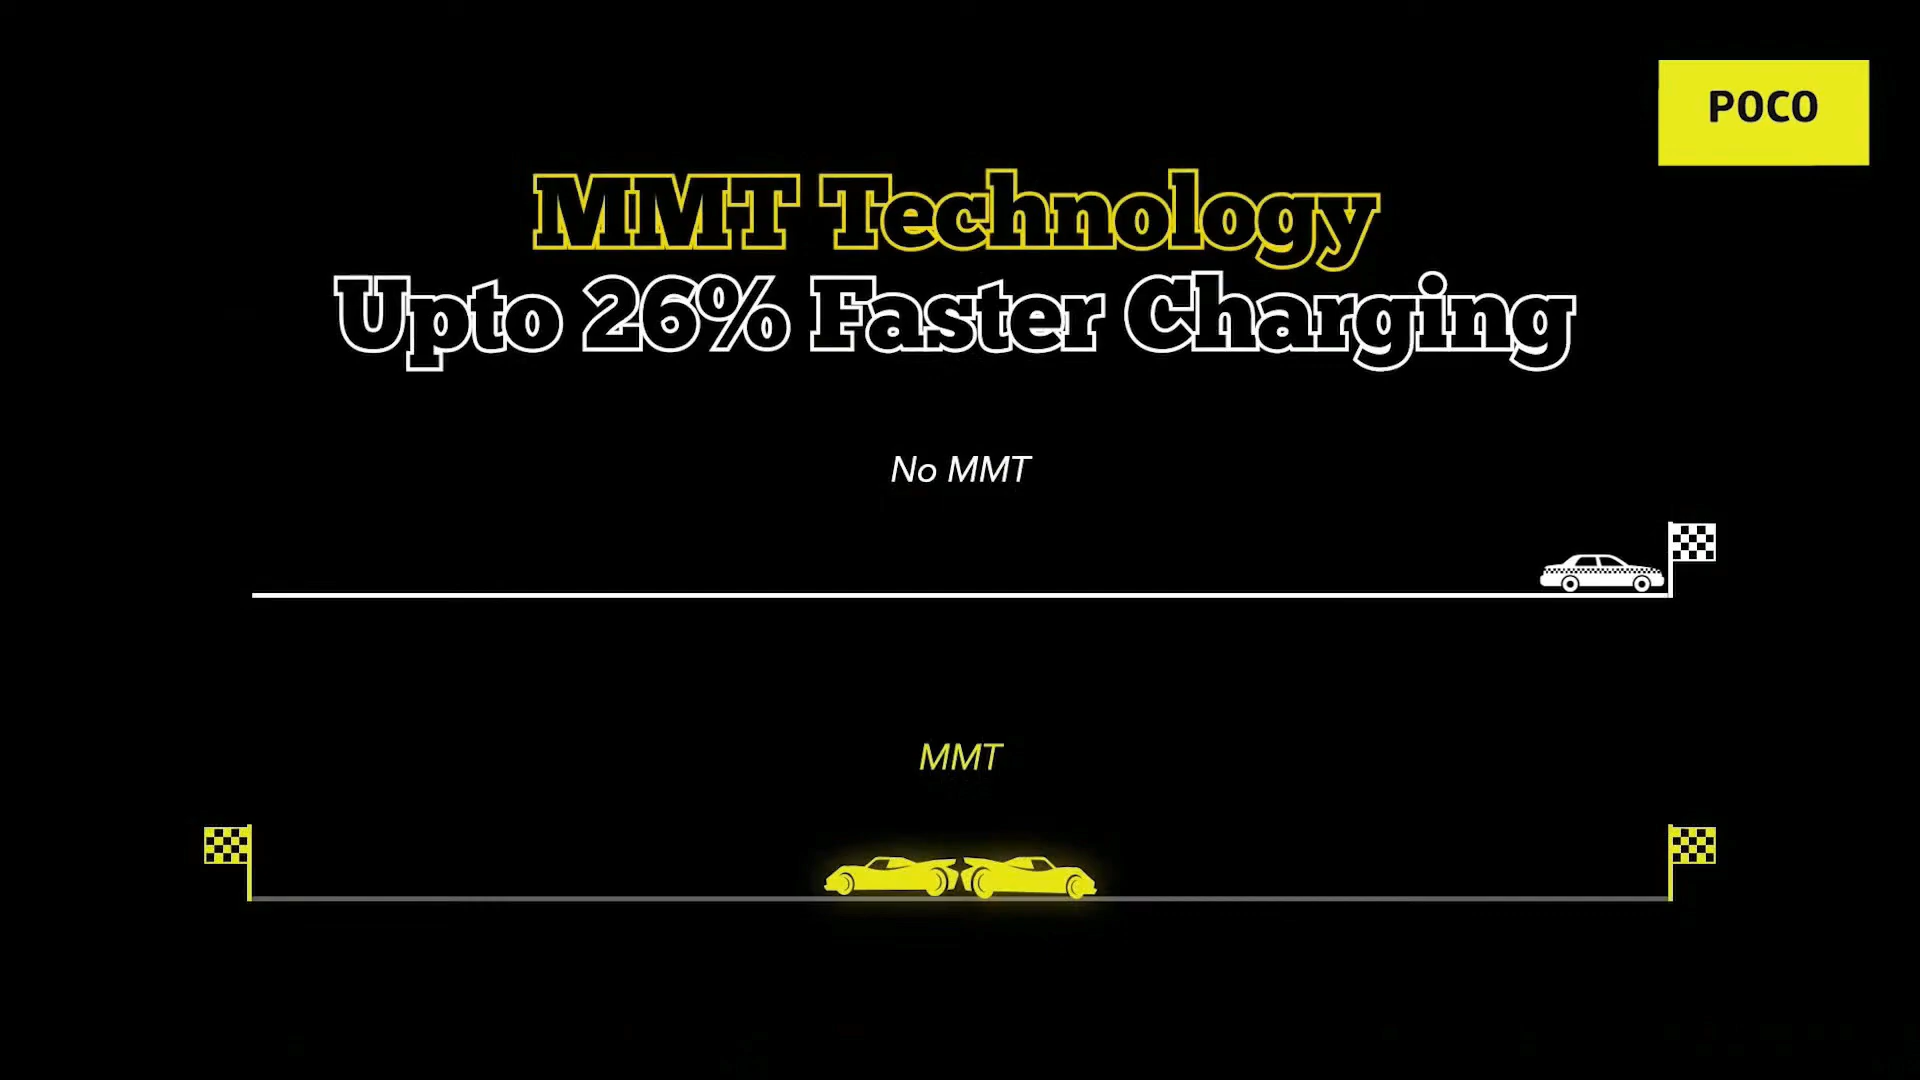 POCO
MMT Technology
Upto 26% Faster Charging
No MMT
MMT